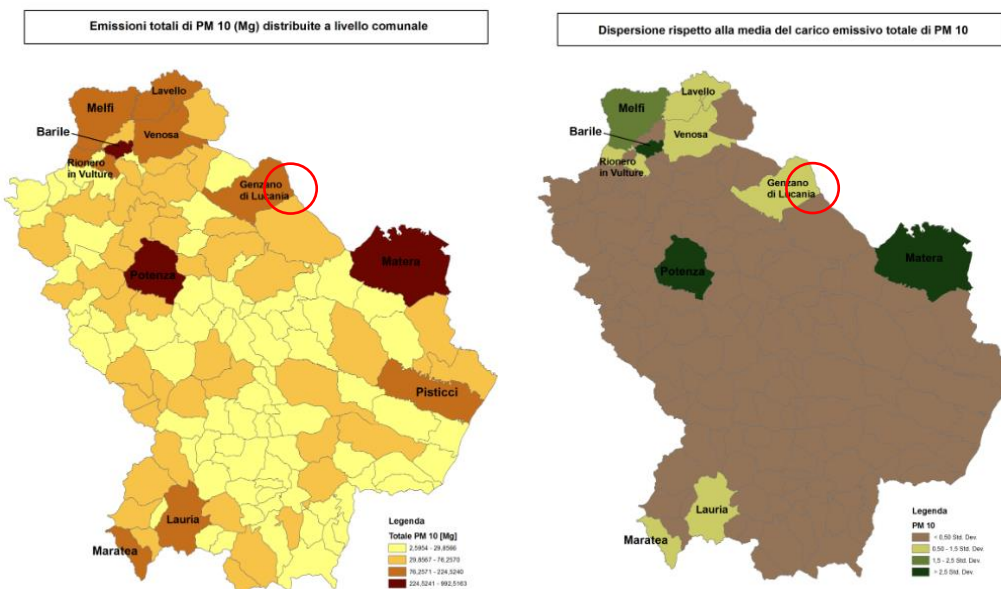 Emissioni totali di PM 10 (Mg) distribuite a livello comunale
Lavello
Melfi
Barile
Venosa
Rionero
in Vulture
Genzano
di Lucania
Potenza
Matera
Pisticci
Lauria
Maratea
Legenda
Totale PM 10 [Mg]
2,5954 - 29,8566
29,8567 - 76,2570
76,2571 - 224,5240
224,5241 - 992,5163
Dispersione rispetto alla media del carico emissivo totale di PM 10
Lavello
Melfi
Barile
Venosa
Rionero
in Vulture
Genzano
di Lucania
Potenza
Matera
Lauria
Maratea
Legenda
PM 10
< 0,50 Std. Dev.
0,50 - 1,5 Std. Dev.
1,5 - 2,5 Std. Dev.
> 2,5 Std. Dev.